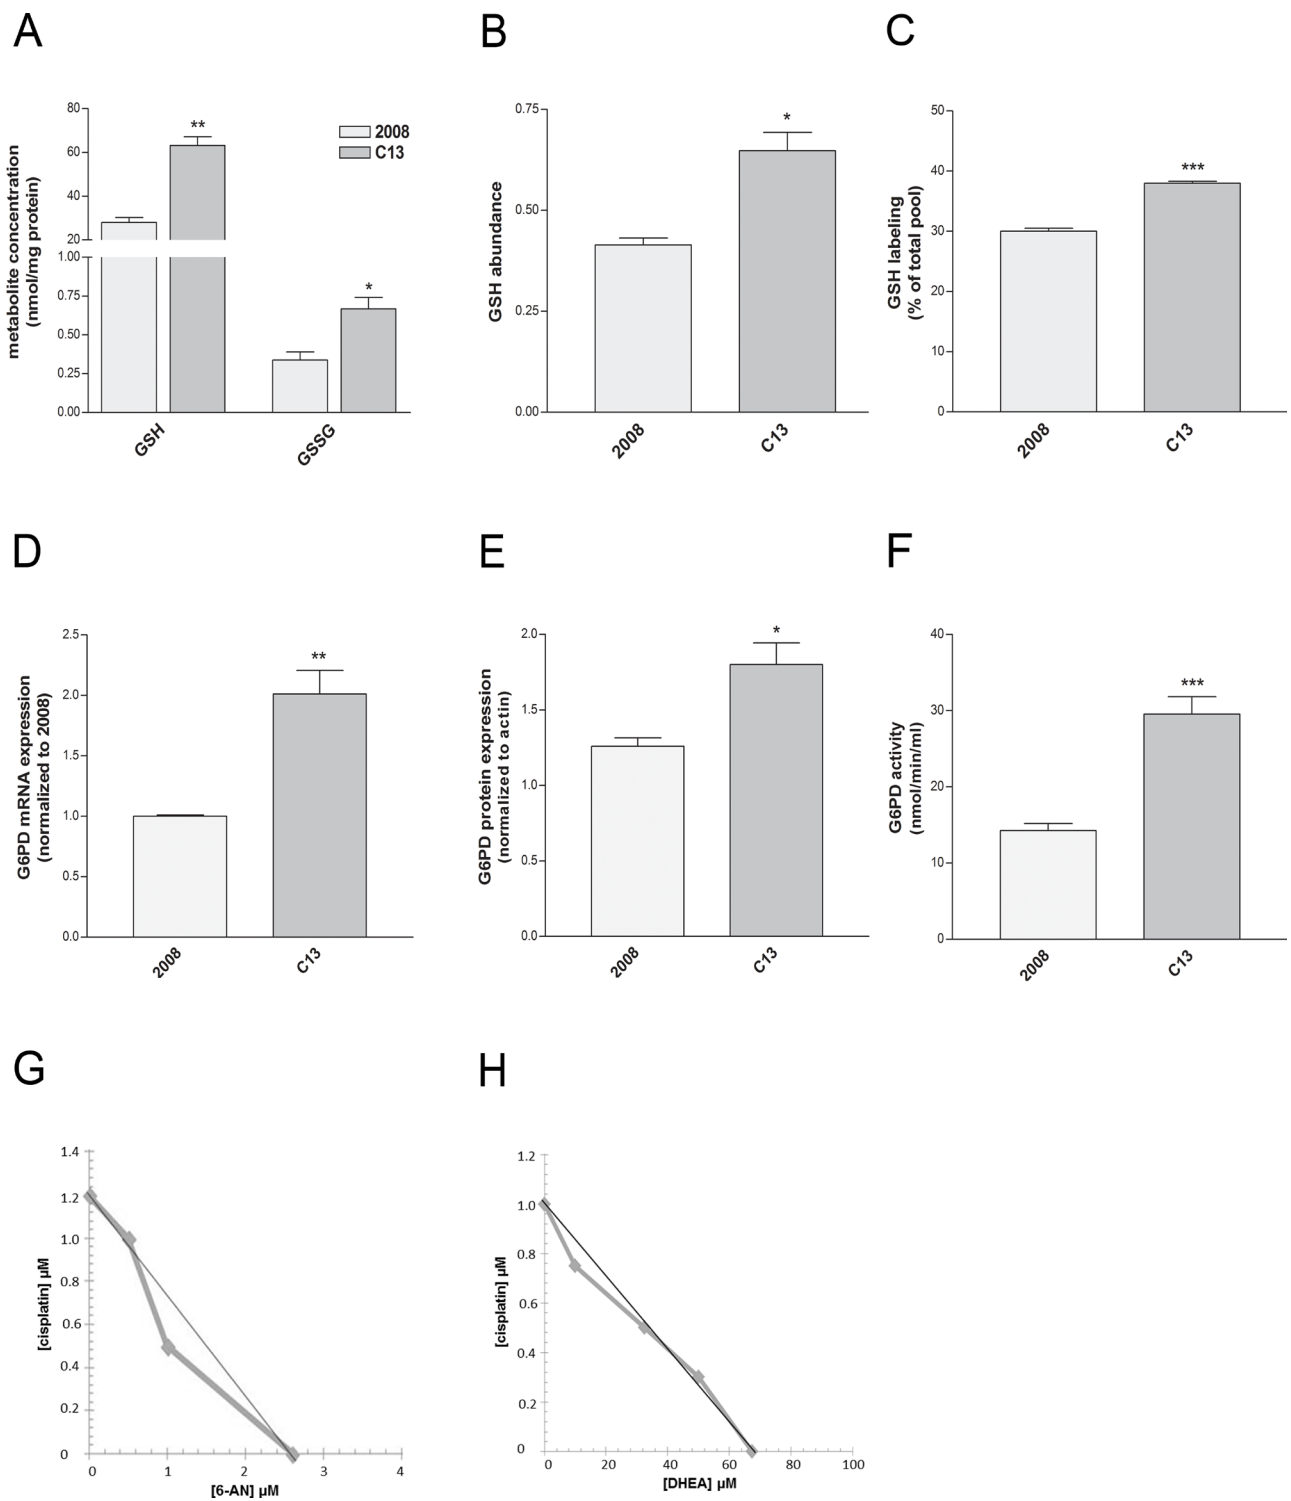 A
metabolite concentration
(nmol/mg protein)
80
60
40
20
1.00
0.75
0.50
0.25
0.00
**
*
2008
C13
GSH
GSSG
B
GSH abundance
0.75
0.50
0.25
0.00
*
2008
C13
C
GSH labeling
(% of total pool)
50
40
30
20
10
0
***
2008
C13
D
G6PD mRNA expression
(normalized to 2008)
2.5
2.0
1.5
1.0
0.5
0.0
**
2008
C13
E
G6PD protein expression
(normalized to actin)
2.0
1.5
1.0
0.5
0.0
*
2008
C13
F
G6PD activity
(nmol/min/ml)
40
30
20
10
0
***
2008
C13
G
[cisplatin] µM
1.4
1.2
1.0
0.8
0.6
0.4
0.2
0
0 1 2 3 4
[6-AN] µM
H
[cisplatin] µM
1.2
1.0
0.8
0.6
0.4
0.2
0
0 20 40 60 80 100
[DHEA] µM